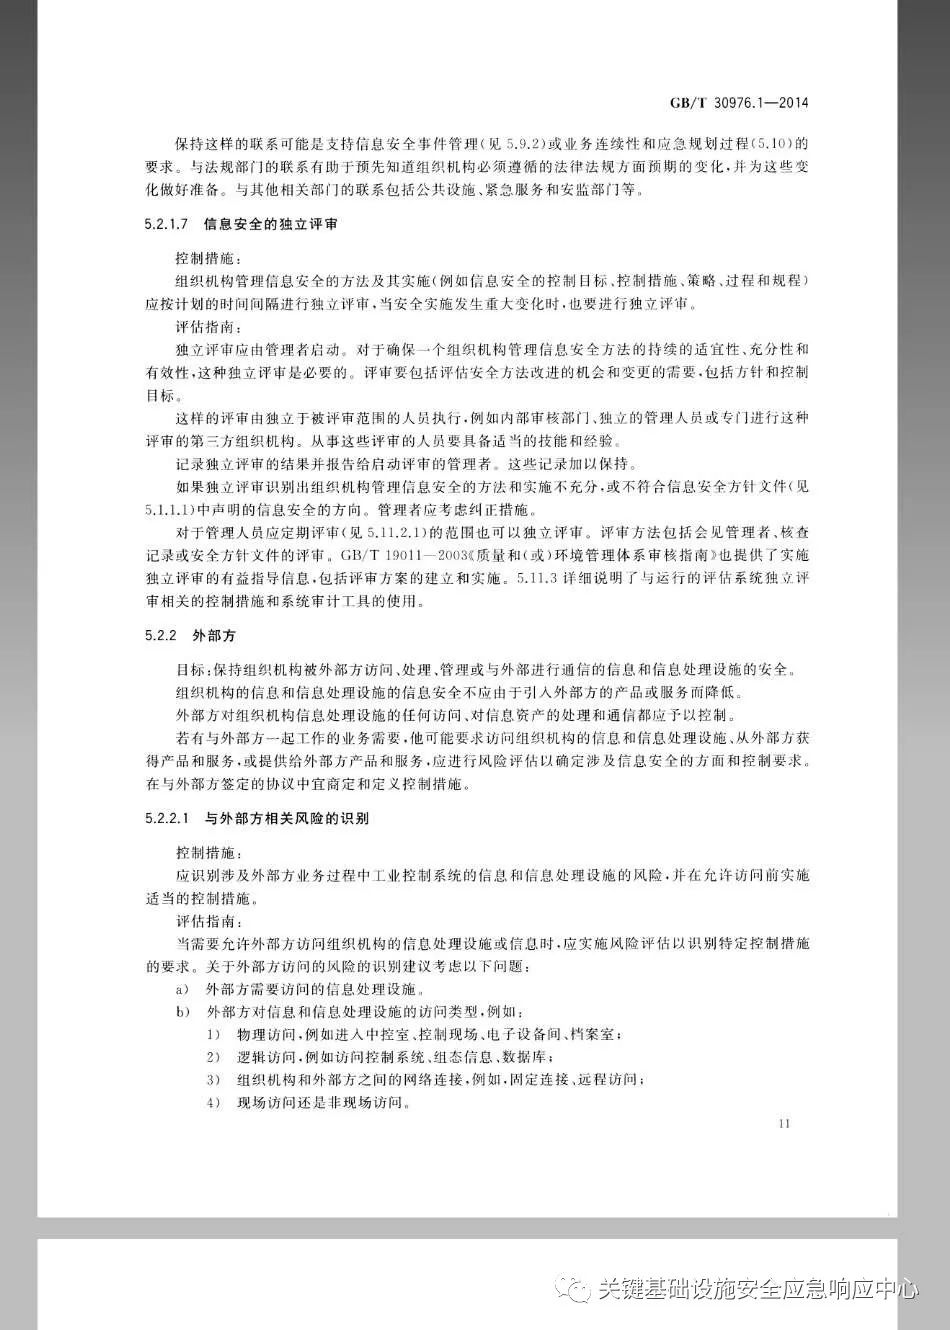 GB/T 30976.1—2014
保持这样的联系可能是支持信息安全事件管理(见 5.9.2)或业务连续性和应急规划过程(5.10)的
要求。与法规部门的联系有助于预先知道组织机构必须遵循的法律法规方面预期的变化,并为这些变
化做好准备。与其他相关部门的联系包括公共设施、紧急服务和安监部门等。
5.2.1.7 信息安全的独立评审
控制措施:
组织机构管理信息安全的方法及其实施(例如信息安全的控制目标、控制措施、策略、过程和规程)
应按计划的时间间隔进行独立评审,当安全实施发生重大变化时,也要进行独立评审。
评估指南:
独立评审应由管理者启动。对于确保一个组织机构管理信息安全方法的持续的适宜性、充分性和
有效性,这种独立评审是必要的。评审要包括评估安全方法改进的机会和变更的需要,包括方针和控制
目标。
这样的评审由独立于被评审范围的人员执行,例如内部审核部门、独立的管理人员或专门进行这种
评审的第三方组织机构。从事这些评审的人员要具备适当的技能和经验。
记录独立评审的结果并报告给启动评审的管理者。这些记录加以保持。
如果独立评审识别出组织机构管理信息安全的方法和实施不充分,或不符合信息安全方针文件(见
5.1.1.1)中声明的信息安全的方向。管理者应考虑纠正措施。
对于管理人员应定期评审(见 5.11.2.1)的范围也可以独立评审。评审方法包括会见管理者、核查
记录或安全方针文件的评审。GB/T 19011—2003《质量和(或)环境管理体系审核指南》也提供了实施
独立评审的有益指导信息,包括评审方案的建立和实施。5.11.3 详细说明了与运行的评估系统独立评
审相关的控制措施和系统审计工具的使用。
5.2.2 外部方
目标:保持组织机构被外部方访问、处理、管理或与外部进行通信的信息和信息处理设施的安全。
组织机构的信息和信息处理设施的信息安全不应由于引入外部方的产品或服务而降低。
外部方对组织机构信息处理设施的任何访问、对信息资产的处理和通信都应予以控制。
若有与外部方一起工作的业务需要,他可能要求访问组织机构的信息和信息处理设施、从外部方获
得产品和服务,或提供给外部方产品和服务,应进行风险评估以确定涉及信息安全的方面和控制要求。
在与外部方签定的协议中宜商定和定义控制措施。
5.2.2.1 与外部方相关风险的识别
控制措施:
应识别涉及外部方业务过程中工业控制系统的信息和信息处理设施的风险,并在允许访问前实施
适当的控制措施。
评估指南:
当需要允许外部方访问组织机构的信息处理设施或信息时,应实施风险评估以识别特定控制措施
的要求。关于外部方访问的风险的识别建议考虑以下问题:
a) 外部方需要访问的信息处理设施。
b) 外部方对信息和信息处理设施的访问类型,例如:
1) 物理访问,例如进入中控室、控制现场、电子设备间、档案室;
2) 逻辑访问,例如访问控制系统、组态信息、数据库;
3) 组织机构和外部方之间的网络连接,例如,固定连接、远程访问;
4) 现场访问还是非现场访问。
11
关键基础设施安全应急响应中心